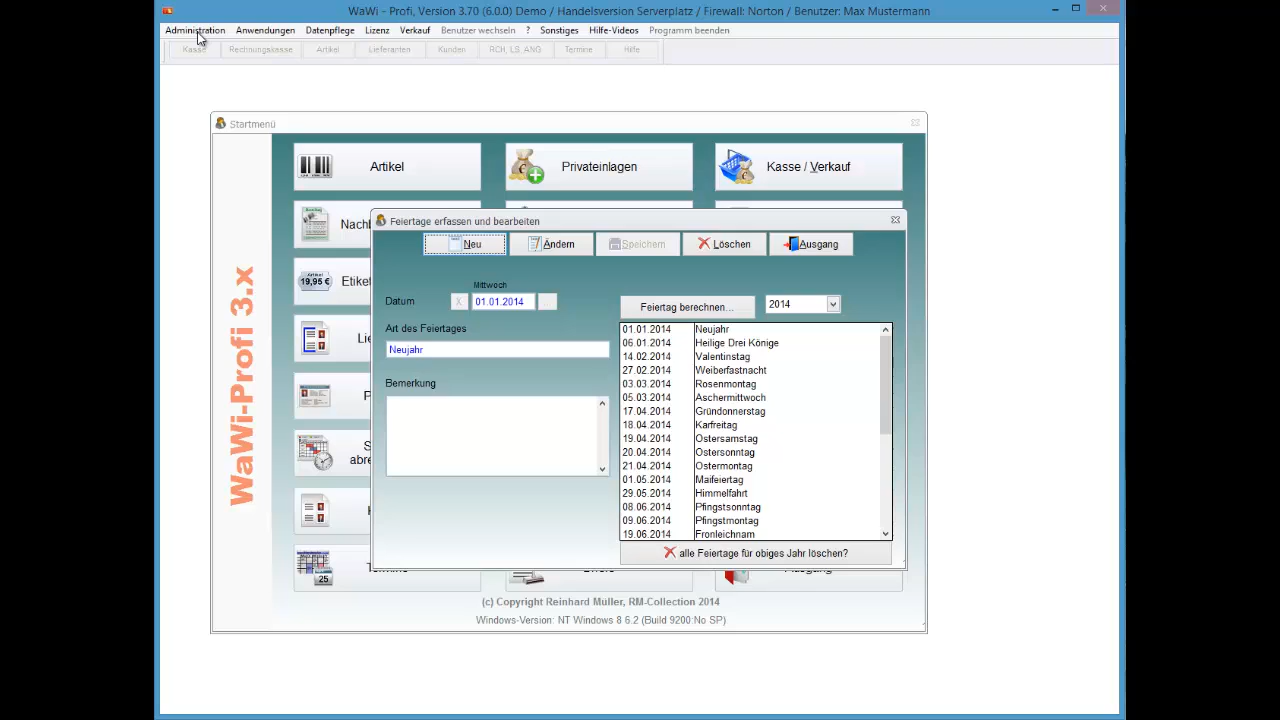 WaWi - Profi, Version 3.70 (6.0.0) Demo / Handelsversion Serverplatz / Firewall: Norton / Benutzer: Max Mustermann
Administration Anwendungen Datenpflege Lizenz Verkauf Benutzer wechseln ? Sonstiges Hilfe-Videos Programm beenden
Kasse Rechnungskasse Artikel Lieferanten Kunden RCH, LS, ANG Termine Hilfe
Startmenü
Artikel Privateinlagen Kasse / Verkauf
WaWi-Profi 3.x
Feiertage erfassen und bearbeiten
Neu Ändern Speichern Löschen Ausgang
Mittwoch
Datum X 01.01.2014
Feiertag berechnen... 2014
Art des Feiertages
Neujahr
Bemerkung
01.01.2014 Neujahr
06.01.2014 Heilige Drei Könige
14.02.2014 Valentinstag
27.02.2014 Weiberfastnacht
03.03.2014 Rosenmontag
05.03.2014 Aschermittwoch
17.04.2014 Gründonnerstag
18.04.2014 Karfreitag
19.04.2014 Ostersamstag
20.04.2014 Ostersonntag
21.04.2014 Ostermontag
01.05.2014 Maifeiertag
29.05.2014 Himmelfahrt
08.06.2014 Pfingstsonntag
09.06.2014 Pfingstmontag
19.06.2014 Fronleichnam
alle Feiertage für obiges Jahr löschen?
19,95 €
25
(c) Copyright Reinhard Müller, RM-Collection 2014
Windows-Version: NT Windows 8 6.2 (Build 9200:No SP)